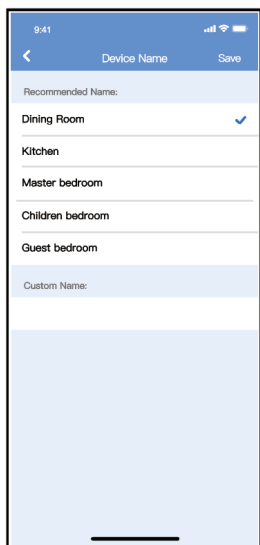 9:41
Device Name
Save
Recommended Name:
Dining Room
Kitchen
Master bedroom
Children bedroom
Guest bedroom
Custom Name: